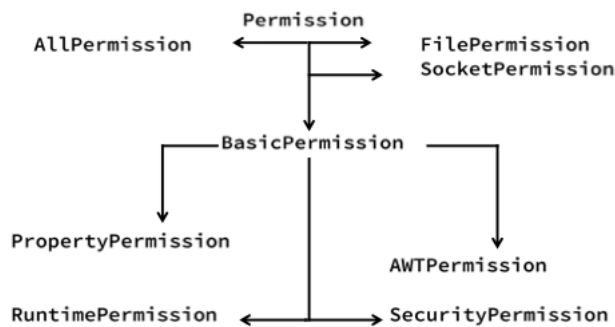 Permission
AllPermission
FilePermission
SocketPermission
BasicPermission
PropertyPermission
AWTPermission
RuntimePermission
SecurityPermission